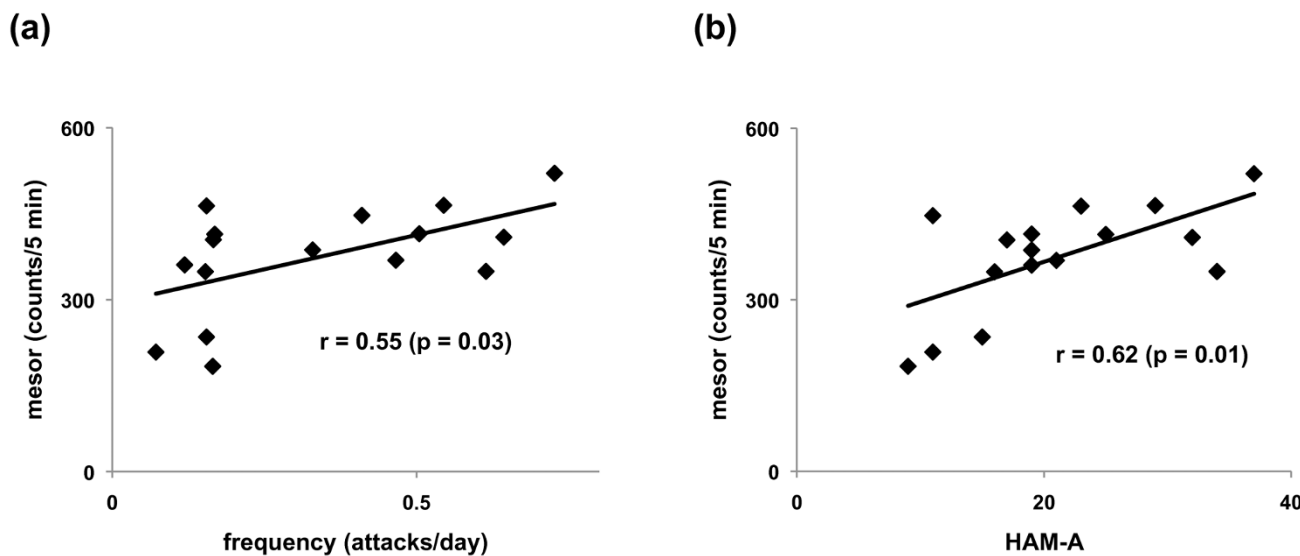 (a)
600
300
0
mesor (counts/5 min)
r = 0.55 (p = 0.03)
0
0.5
frequency (attacks/day)
(b)
600
300
0
mesor (counts/5 min)
r = 0.62 (p = 0.01)
0
20
40
HAM-A